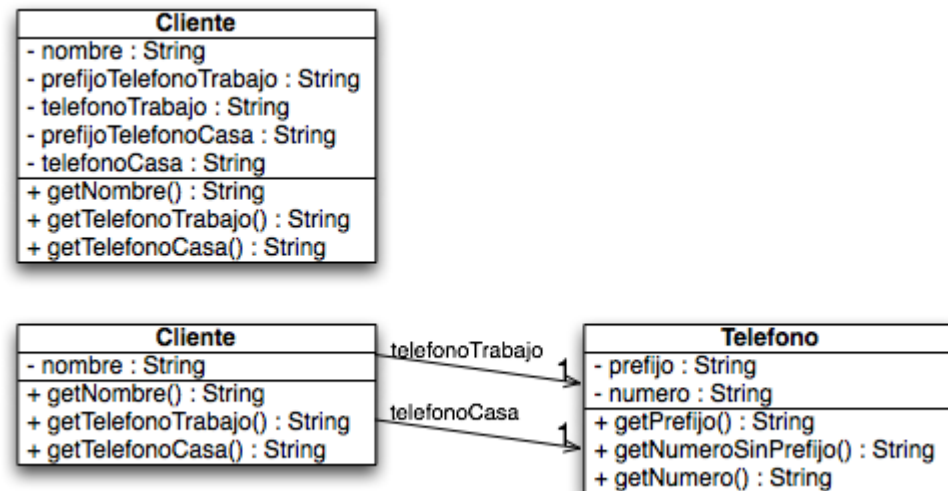 Cliente
- nombre : String
- prefijoTelefonoTrabajo : String
- telefonoTrabajo : String
- prefijoTelefonoCasa : String
- telefonoCasa : String
+ getNombre() : String
+ getTelefonoTrabajo() : String
+ getTelefonoCasa() : String
Cliente
- nombre : String
+ getNombre() : String
+ getTelefonoTrabajo() : String
+ getTelefonoCasa() : String
telefonoTrabajo
1
telefonoCasa
1
Telefono
- prefijo : String
- numero : String
+ getPrefijo() : String
+ getNumeroSinPrefijo() : String
+ getNumero() : String